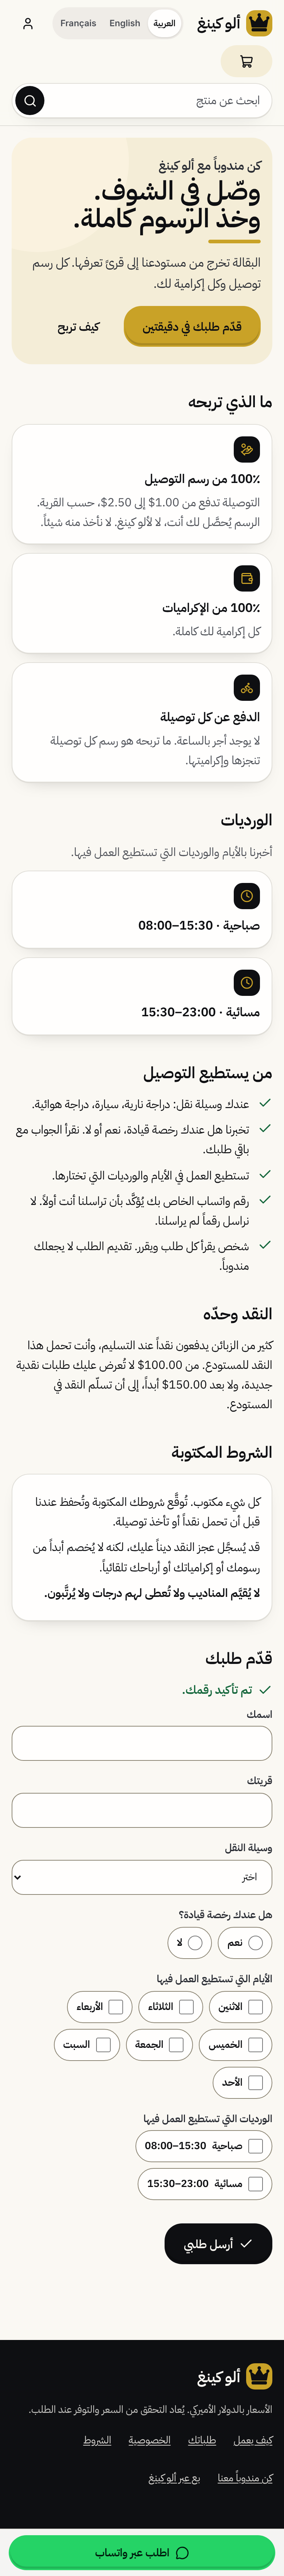 ألو كينغ
العربية English Français
ابحث عن منتج
كن مندوباً مع ألو كينغ
وصّل في الشوف.
وخذ الرسوم كاملة.
البقالة تخرج من مستودعنا إلى قرىً تعرفها. كل رسم
توصيل وكل إكرامية لك.
قدّم طلبك في دقيقتين
كيف تربح
ما الذي تربحه
100٪ من رسم التوصيل
التوصيلة تدفع من $1.00 إلى $2.50، حسب القرية.
الرسم يُحصَّل لك أنت، لا لألو كينغ. لا نأخذ منه شيئاً.
100٪ من الإكراميات
كل إكرامية لك كاملة.
الدفع عن كل توصيلة
لا يوجد أجر بالساعة. ما تربحه هو رسم كل توصيلة
تنجزها وإكراميتها.
الورديات
أخبرنا بالأيام والورديات التي تستطيع العمل فيها.
صباحية · 08:00–15:30
مسائية · 15:30–23:00
من يستطيع التوصيل
عندك وسيلة نقل: دراجة نارية، سيارة، دراجة هوائية.
تخبرنا هل عندك رخصة قيادة، نعم أو لا. نقرأ الجواب مع
باقي طلبك.
تستطيع العمل في الأيام والورديات التي تختارها.
رقم واتساب الخاص بك يُؤكَّد بأن تراسلنا أنت أولاً. لا
نراسل رقماً لم يراسلنا.
شخص يقرأ كل طلب ويقرر. تقديم الطلب لا يجعلك
مندوباً.
النقد وحدّه
كثير من الزبائن يدفعون نقداً عند التسليم، وأنت تحمل هذا
النقد للمستودع. من $100.00 لا تُعرض عليك طلبات نقدية
جديدة، ولا بعد $150.00 أبداً، إلى أن تسلّم النقد في
المستودع.
الشروط المكتوبة
كل شيء مكتوب. تُوقَّع شروطك المكتوبة وتُحفظ عندنا
قبل أن تحمل نقداً أو تأخذ توصيلة.
قد يُسجَّل عجز النقد ديناً عليك، لكنه لا يُخصم أبداً من
رسومك أو إكرامياتك أو أرباحك تلقائياً.
لا يُقيَّم المناديب ولا تُعطى لهم درجات ولا يُرتَّبون.
قدّم طلبك
تم تأكيد رقمك.
اسمك
قريتك
وسيلة النقل
اختر
هل عندك رخصة قيادة؟
نعم
لا
الأيام التي تستطيع العمل فيها
الاثنين
الثلاثاء
الأربعاء
الخميس
الجمعة
السبت
الأحد
الورديات التي تستطيع العمل فيها
صباحية 08:00–15:30
مسائية 15:30–23:00
أرسل طلبي
ألو كينغ
الأسعار بالدولار الأميركي. يُعاد التحقق من السعر والتوفر عند الطلب.
كيف يعمل
طلباتك
الخصوصية
الشروط
كن مندوباً معنا
بع عبر ألو كينغ
اطلب عبر واتساب